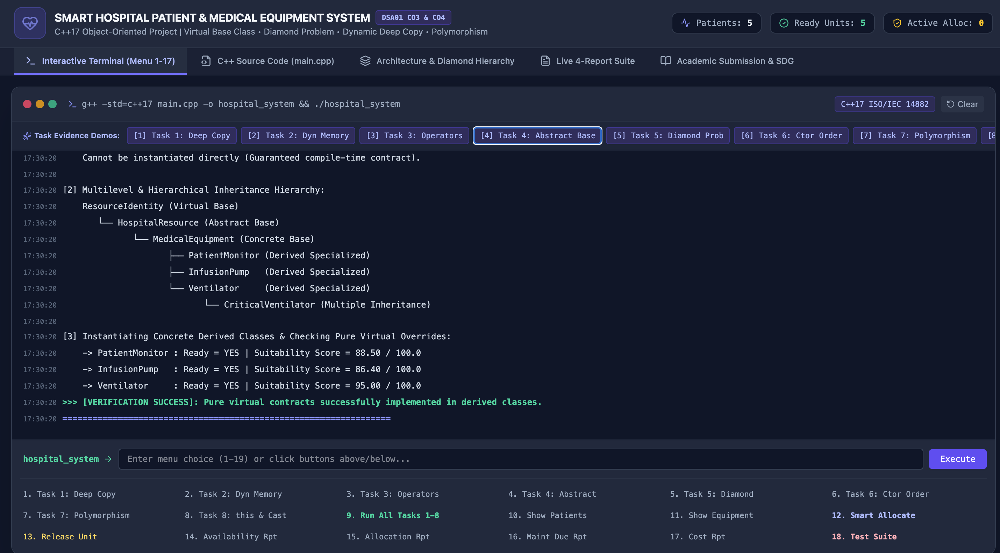 SMART HOSPITAL PATIENT & MEDICAL EQUIPMENT SYSTEM DSA01 CO3 & CO4
C++17 Object-Oriented Project | Virtual Base Class • Diamond Problem • Dynamic Deep Copy • Polymorphism
Patients: 5 Ready Units: 5 Active Alloc: 0
Interactive Terminal (Menu 1-17) C++ Source Code (main.cpp) Architecture & Diamond Hierarchy Live 4-Report Suite Academic Submission & SDG
g++ -std=c++17 main.cpp -o hospital_system && ./hospital_system C++17 ISO/IEC 14882 Clear
Task Evidence Demos: [1] Task 1: Deep Copy [2] Task 2: Dyn Memory [3] Task 3: Operators [4] Task 4: Abstract Base [5] Task 5: Diamond Prob [6] Task 6: Ctor Order [7] Task 7: Polymorphism [8
17:30:20 Cannot be instantiated directly (Guaranteed compile-time contract).
17:30:20
17:30:20 [2] Multilevel & Hierarchical Inheritance Hierarchy:
17:30:20 ResourceIdentity (Virtual Base)
17:30:20 └── HospitalResource (Abstract Base)
17:30:20 └── MedicalEquipment (Concrete Base)
17:30:20 ├── PatientMonitor (Derived Specialized)
17:30:20 ├── InfusionPump (Derived Specialized)
17:30:20 └── Ventilator (Derived Specialized)
17:30:20 └── CriticalVentilator (Multiple Inheritance)
17:30:20
17:30:20 [3] Instantiating Concrete Derived Classes & Checking Pure Virtual Overrides:
17:30:20 -> PatientMonitor : Ready = YES | Suitability Score = 88.50 / 100.0
17:30:20 -> InfusionPump : Ready = YES | Suitability Score = 86.40 / 100.0
17:30:20 -> Ventilator : Ready = YES | Suitability Score = 95.00 / 100.0
17:30:20 >>> [VERIFICATION SUCCESS]: Pure virtual contracts successfully implemented in derived classes.
17:30:20 =================================================================
hospital_system → Enter menu choice (1-19) or click buttons above/below... Execute
1. Task 1: Deep Copy 2. Task 2: Dyn Memory 3. Task 3: Operators 4. Task 4: Abstract 5. Task 5: Diamond 6. Task 6: Ctor Order
7. Task 7: Polymorphism 8. Task 8: this & Cast 9. Run All Tasks 1-8 10. Show Patients 11. Show Equipment 12. Smart Allocate
13. Release Unit 14. Availability Rpt 15. Allocation Rpt 16. Maint Due Rpt 17. Cost Rpt 18. Test Suite